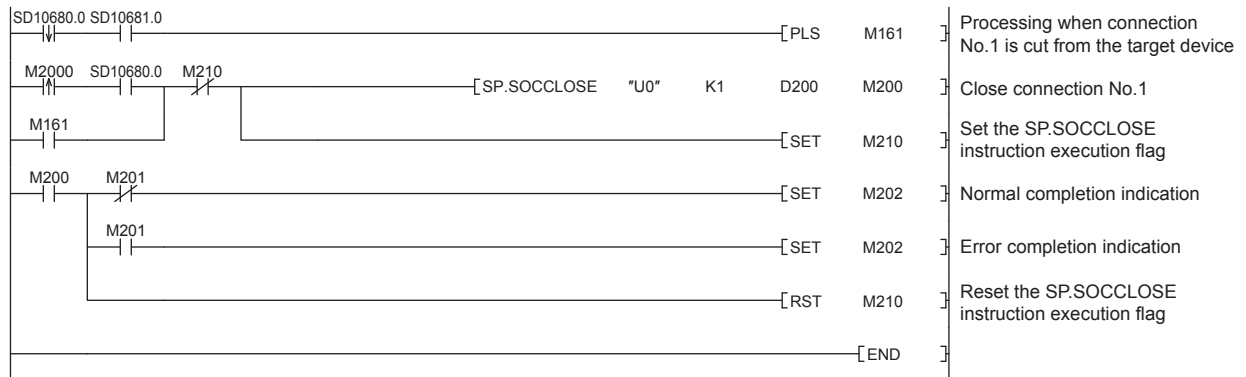 SD10680.0 SD10681.0
[PLS M161] Processing when connection
No.1 is cut from the target device
M2000 SD10680.0 M210
[SP.SOCCLOSE "U0" K1 D200 M200] Close connection No.1
M161
[SET M210] Set the SP.SOCCLOSE
instruction execution flag
M200 M201
[SET M202] Normal completion indication
M201
[SET M202] Error completion indication
[RST M210] Reset the SP.SOCCLOSE
instruction execution flag
[END]